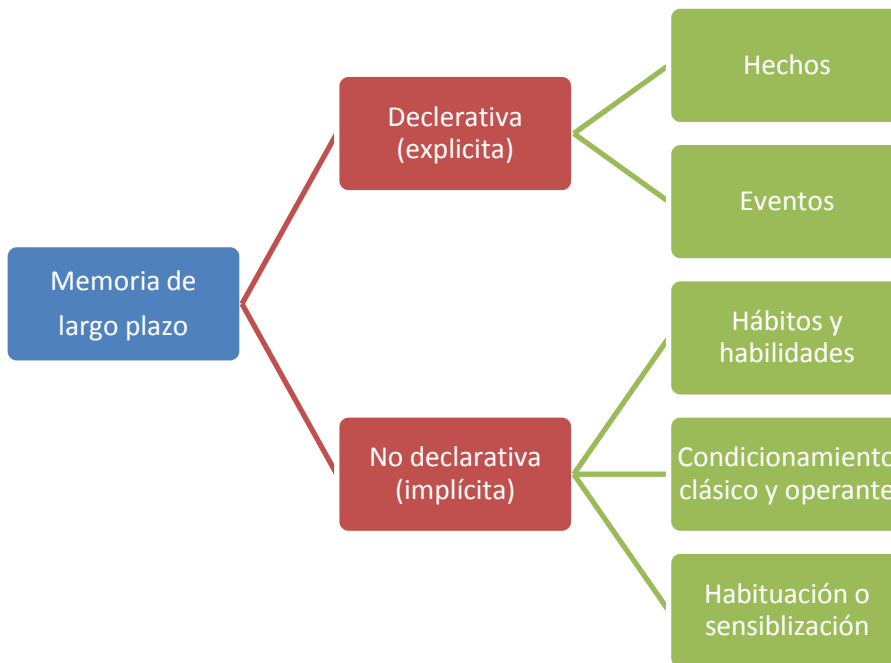 Memoria de
largo plazo
Declerativa
(explicita)
Hechos
Eventos
No declarativa
(implícita)
Hábitos y
habilidades
Condicionamiento
clásico y operante
Habituación o
sensiblización